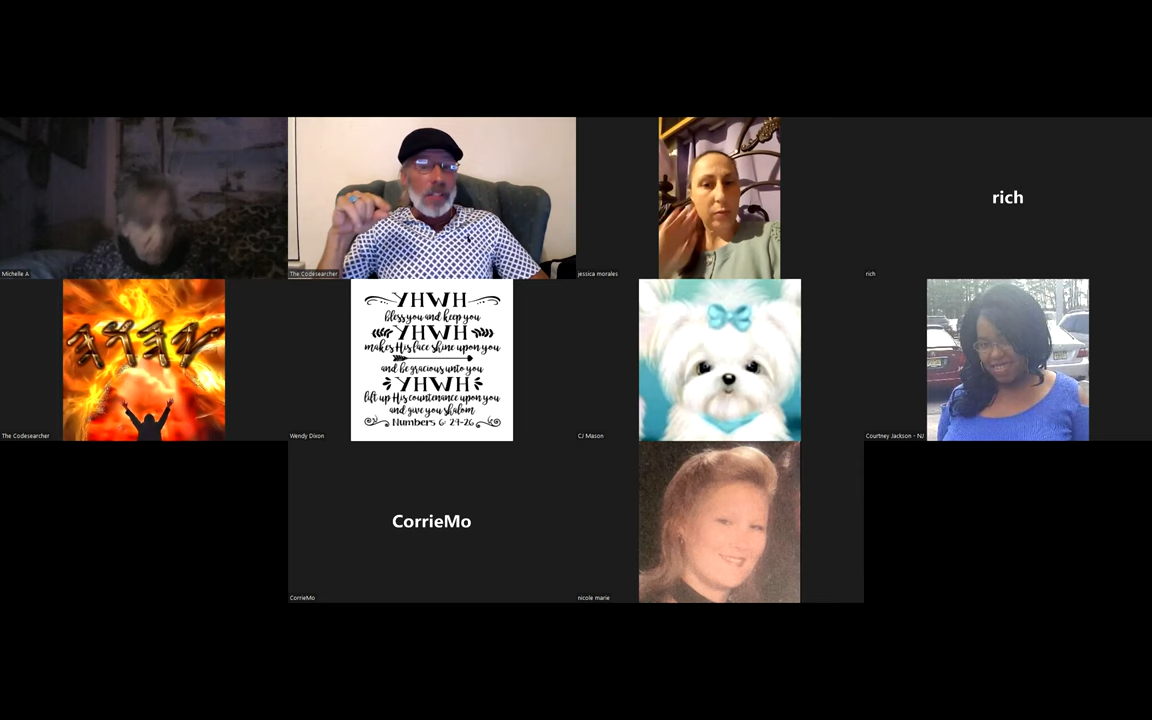 Michelle A
The Codesearcher
jessica morales
rich
rich
𐤉𐤄𐤅𐤄
The Codesearcher
YHWH
bless you and keep you
YHWH
makes His face shine upon you
and be gracious unto you
YHWH
lift up His countenance upon you
and give you shalom
Numbers 6: 24-26
Wendy Dixon
CJ Mason
Courtney Jackson - NJ
CorrieMo
CorrieMo
nicole marie